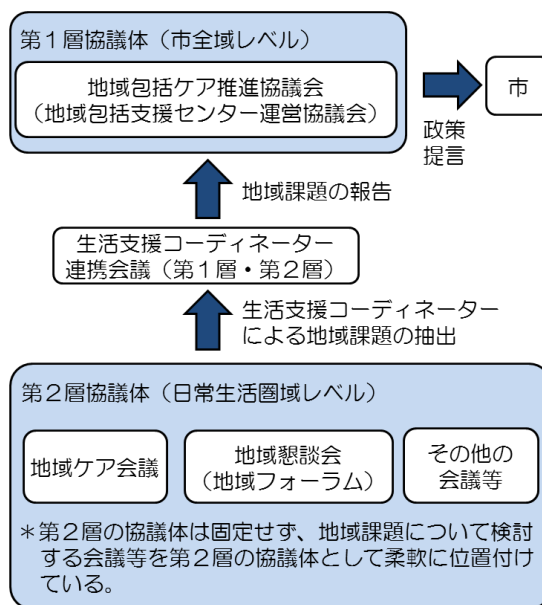 第１層協議体（市全域レベル）
地域包括ケア推進協議会
（地域包括支援センター運営協議会）
市
政策
提言
地域課題の報告
生活支援コーディネーター
連携会議（第１層・第２層）
生活支援コーディネーター
による地域課題の抽出
第２層協議体（日常生活圏域レベル）
地域ケア会議
地域懇談会
（地域フォーラム）
その他の
会議等
＊第２層の協議体は固定せず、地域課題について検討
する会議等を第２層の協議体として柔軟に位置付け
ている。